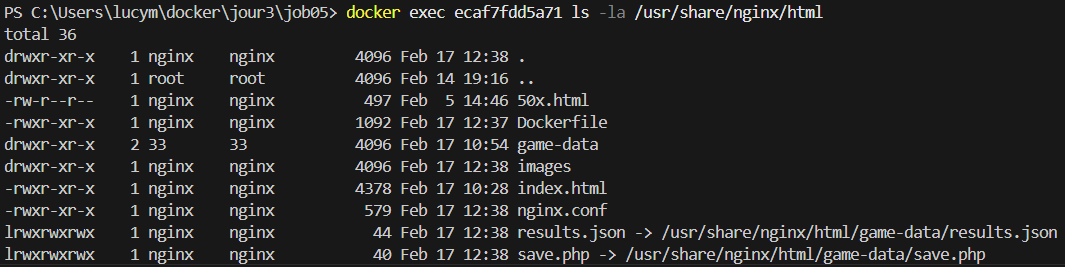 PS C:\Users\lucym\docker\jour3\job05> docker exec ecaf7fdd5a71 ls -la /usr/share/nginx/html
total 36
drwxr-xr-x 1 nginx nginx 4096 Feb 17 12:38 .
drwxr-xr-x 1 root root 4096 Feb 14 19:16 ..
-rw-r--r-- 1 nginx nginx 497 Feb 5 14:46 50x.html
-rwxr-xr-x 1 nginx nginx 1092 Feb 17 12:37 Dockerfile
drwxr-xr-x 2 33 33 4096 Feb 17 10:54 game-data
drwxr-xr-x 1 nginx nginx 4096 Feb 17 12:38 images
-rwxr-xr-x 1 nginx nginx 4378 Feb 17 10:28 index.html
-rwxr-xr-x 1 nginx nginx 579 Feb 17 12:38 nginx.conf
lrwxrwxrwx 1 nginx nginx 44 Feb 17 12:38 results.json -> /usr/share/nginx/html/game-data/results.json
lrwxrwxrwx 1 nginx nginx 40 Feb 17 12:38 save.php -> /usr/share/nginx/html/game-data/save.php